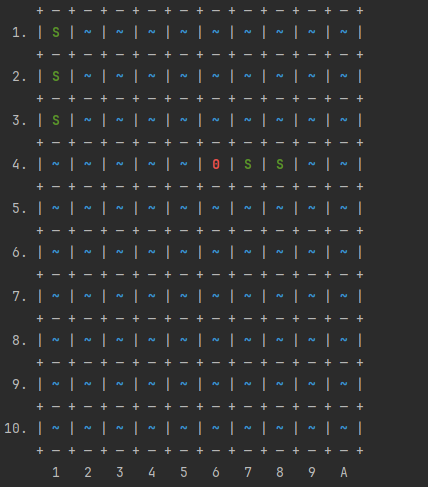 + – + – + – + – + – + – + – + – + – + – +
1. | S | ~ | ~ | ~ | ~ | ~ | ~ | ~ | ~ | ~ |
+ – + – + – + – + – + – + – + – + – + – +
2. | S | ~ | ~ | ~ | ~ | ~ | ~ | ~ | ~ | ~ |
+ – + – + – + – + – + – + – + – + – + – +
3. | S | ~ | ~ | ~ | ~ | ~ | ~ | ~ | ~ | ~ |
+ – + – + – + – + – + – + – + – + – + – +
4. | ~ | ~ | ~ | ~ | ~ | 0 | S | S | ~ | ~ |
+ – + – + – + – + – + – + – + – + – + – +
5. | ~ | ~ | ~ | ~ | ~ | ~ | ~ | ~ | ~ | ~ |
+ – + – + – + – + – + – + – + – + – + – +
6. | ~ | ~ | ~ | ~ | ~ | ~ | ~ | ~ | ~ | ~ |
+ – + – + – + – + – + – + – + – + – + – +
7. | ~ | ~ | ~ | ~ | ~ | ~ | ~ | ~ | ~ | ~ |
+ – + – + – + – + – + – + – + – + – + – +
8. | ~ | ~ | ~ | ~ | ~ | ~ | ~ | ~ | ~ | ~ |
+ – + – + – + – + – + – + – + – + – + – +
9. | ~ | ~ | ~ | ~ | ~ | ~ | ~ | ~ | ~ | ~ |
+ – + – + – + – + – + – + – + – + – + – +
10. | ~ | ~ | ~ | ~ | ~ | ~ | ~ | ~ | ~ | ~ |
+ – + – + – + – + – + – + – + – + – + – +
1 2 3 4 5 6 7 8 9 A